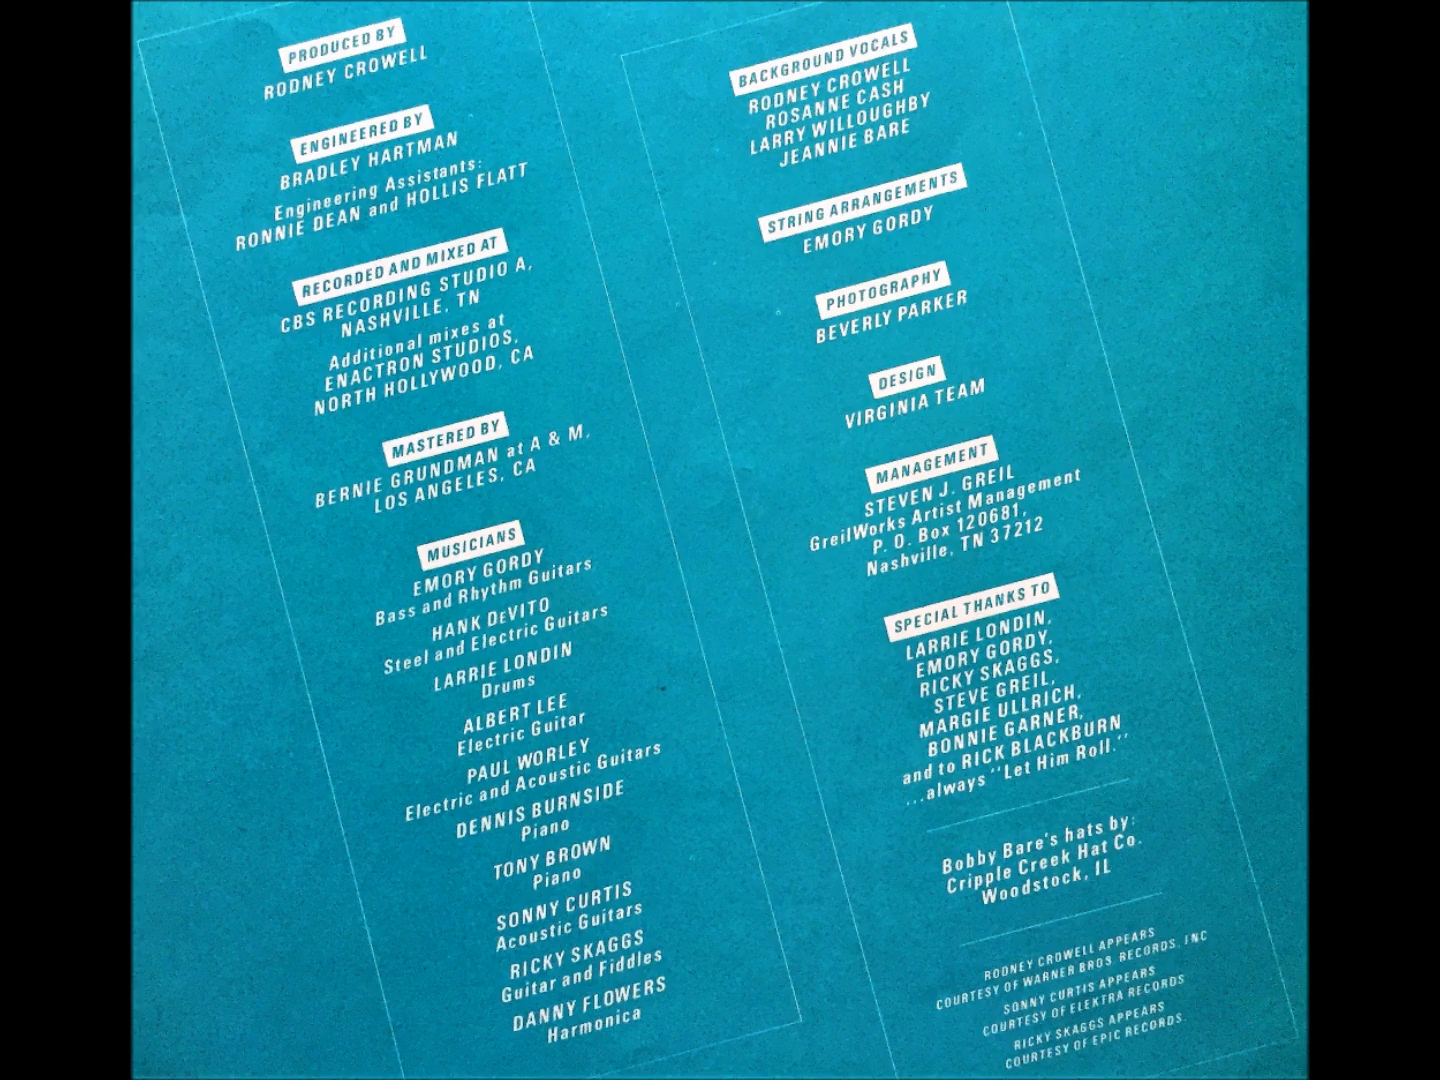 PRODUCED BY
RODNEY CROWELL
ENGINEERED BY
BRADLEY HARTMAN
Engineering Assistants:
RONNIE DEAN and HOLLIS FLATT
RECORDED AND MIXED AT
CBS RECORDING STUDIO A,
NASHVILLE, TN
Additional mixes at
ENACTRON STUDIOS,
NORTH HOLLYWOOD, CA
MASTERED BY
BERNIE GRUNDMAN at A & M,
LOS ANGELES, CA
MUSICIANS
EMORY GORDY
Bass and Rhythm Guitars
HANK DeVITO
Steel and Electric Guitars
LARRIE LONDIN
Drums
ALBERT LEE
Electric Guitar
PAUL WORLEY
Electric and Acoustic Guitars
DENNIS BURNSIDE
Piano
TONY BROWN
Piano
SONNY CURTIS
Acoustic Guitars
RICKY SKAGGS
Guitar and Fiddles
DANNY FLOWERS
Harmonica
BACKGROUND VOCALS
RODNEY CROWELL
ROSANNE CASH
LARRY WILLOUGHBY
JEANNIE BARE
STRING ARRANGEMENTS
EMORY GORDY
PHOTOGRAPHY
BEVERLY PARKER
DESIGN
VIRGINIA TEAM
MANAGEMENT
STEVEN J. GREIL
GreilWorks Artist Management
P. O. Box 120681,
Nashville, TN 37212
SPECIAL THANKS TO
LARRIE LONDIN,
EMORY GORDY,
RICKY SKAGGS,
STEVE GREIL,
MARGIE ULLRICH,
BONNIE GARNER,
and to RICK BLACKBURN
...always "Let Him Roll."
Bobby Bare's hats by:
Cripple Creek Hat Co.
Woodstock, IL
RODNEY CROWELL APPEARS
COURTESY OF WARNER BROS. RECORDS, INC
SONNY CURTIS APPEARS
COURTESY OF ELEKTRA RECORDS
RICKY SKAGGS APPEARS
COURTESY OF EPIC RECORDS.